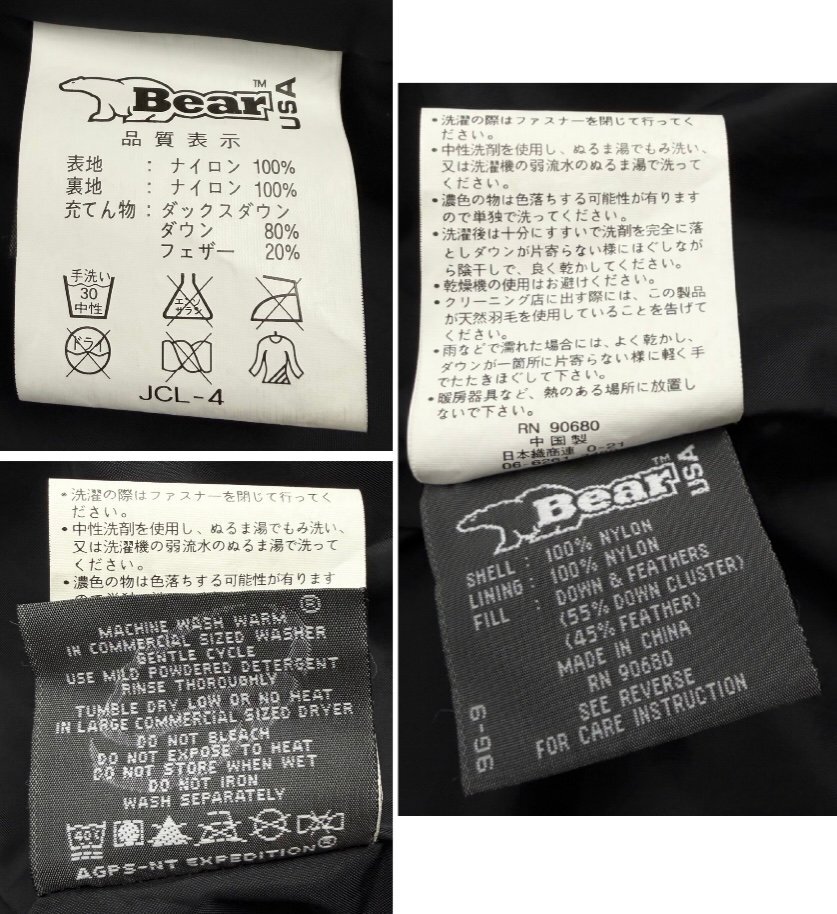 Bear™ USA
品質表示
表地 : ナイロン 100%
裏地 : ナイロン 100%
充てん物 : ダックスダウン
ダウン 80%
フェザー 20%
手洗い
30
中性
エンソ
サラシ
ドライ
JCL-4
•洗濯の際はファスナーを閉じて行ってく
ださい。
•中性洗剤を使用し、ぬるま湯でもみ洗い、
又は洗濯機の弱流水のぬるま湯で洗って
ください。
•濃色の物は色落ちする可能性が有ります
ので単独で洗ってください。
•洗濯後は十分にすすいで洗剤を完全に落
としダウンが片寄らない様にほぐしなが
ら陰干しで、良く乾かしてください。
•乾燥機の使用はお避けください。
•クリーニング店に出す際には、この製品
が天然羽毛を使用していることを告げて
ください。
•雨などで濡れた場合には、よく乾かし、
ダウンが一箇所に片寄らない様に軽く手
でたたきほぐして下さい。
•暖房器具など、熱のある場所に放置し
ないで下さい。
RN 90680
中国製
日本織商連 0-21
Bear™ USA
SHELL : 100% NYLON
LINING : 100% NYLON
FILL : DOWN & FEATHERS
(55% DOWN CLUSTER)
(45% FEATHER)
MADE IN CHINA
RN 90680
SEE REVERSE
FOR CARE INSTRUCTION
9G-9
•洗濯の際はファスナーを閉じて行ってく
ださい。
•中性洗剤を使用し、ぬるま湯でもみ洗い、
又は洗濯機の弱流水のぬるま湯で洗って
ください。
•濃色の物は色落ちする可能性が有ります
®
MACHINE WASH WARM
IN COMMERCIAL SIZED WASHER
GENTLE CYCLE
USE MILD POWDERED DETERGENT
RINSE THOROUGHLY
TUMBLE DRY LOW OR NO HEAT
IN LARGE COMMERCIAL SIZED DRYER
DO NOT BLEACH
DO NOT EXPOSE TO HEAT
DO NOT STORE WHEN WET
DO NOT IRON
WASH SEPARATELY
40C
AGPS-NT EXPEDITION®